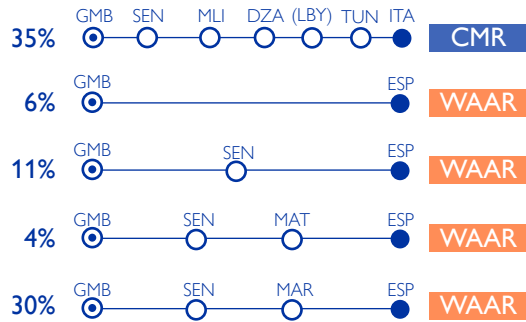 GMB SEN MLI DZA (LBY) TUN ITA
35% CMR
GMB ESP
6% WAAR
GMB SEN ESP
11% WAAR
GMB SEN MAT ESP
4% WAAR
GMB SEN MAR ESP
30% WAAR